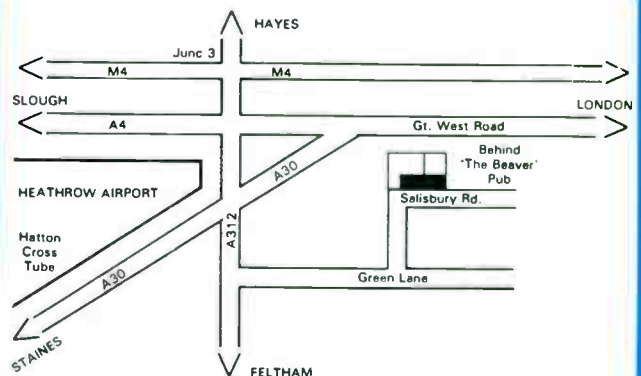 HAYES
Junc 3
M4
M4
SLOUGH
LONDON
A4
Gt. West Road
Behind
'The Beaver'
Pub
A30
HEATHROW AIRPORT
Salisbury Rd.
Hatton
Cross
Tube
A312
Green Lane
A30
STAINES
FELTHAM